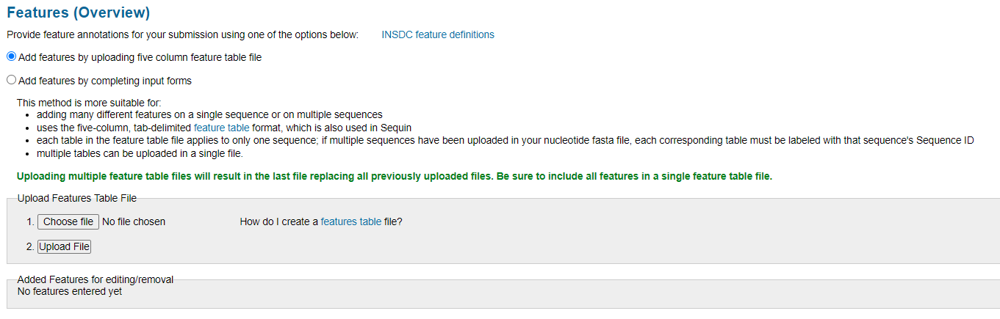 Features (Overview)
Provide feature annotations for your submission using one of the options below: INSDC feature definitions
Add features by uploading five column feature table file
Add features by completing input forms
This method is more suitable for:
• adding many different features on a single sequence or on multiple sequences
• uses the five-column, tab-delimited feature table format, which is also used in Sequin
• each table in the feature table file applies to only one sequence; if multiple sequences have been uploaded in your nucleotide fasta file, each corresponding table must be labeled with that sequence's Sequence ID
• multiple tables can be uploaded in a single file.
Uploading multiple feature table files will result in the last file replacing all previously uploaded files. Be sure to include all features in a single feature table file.
Upload Features Table File
1. Choose file No file chosen How do I create a features table file?
2. Upload File
Added Features for editing/removal
No features entered yet